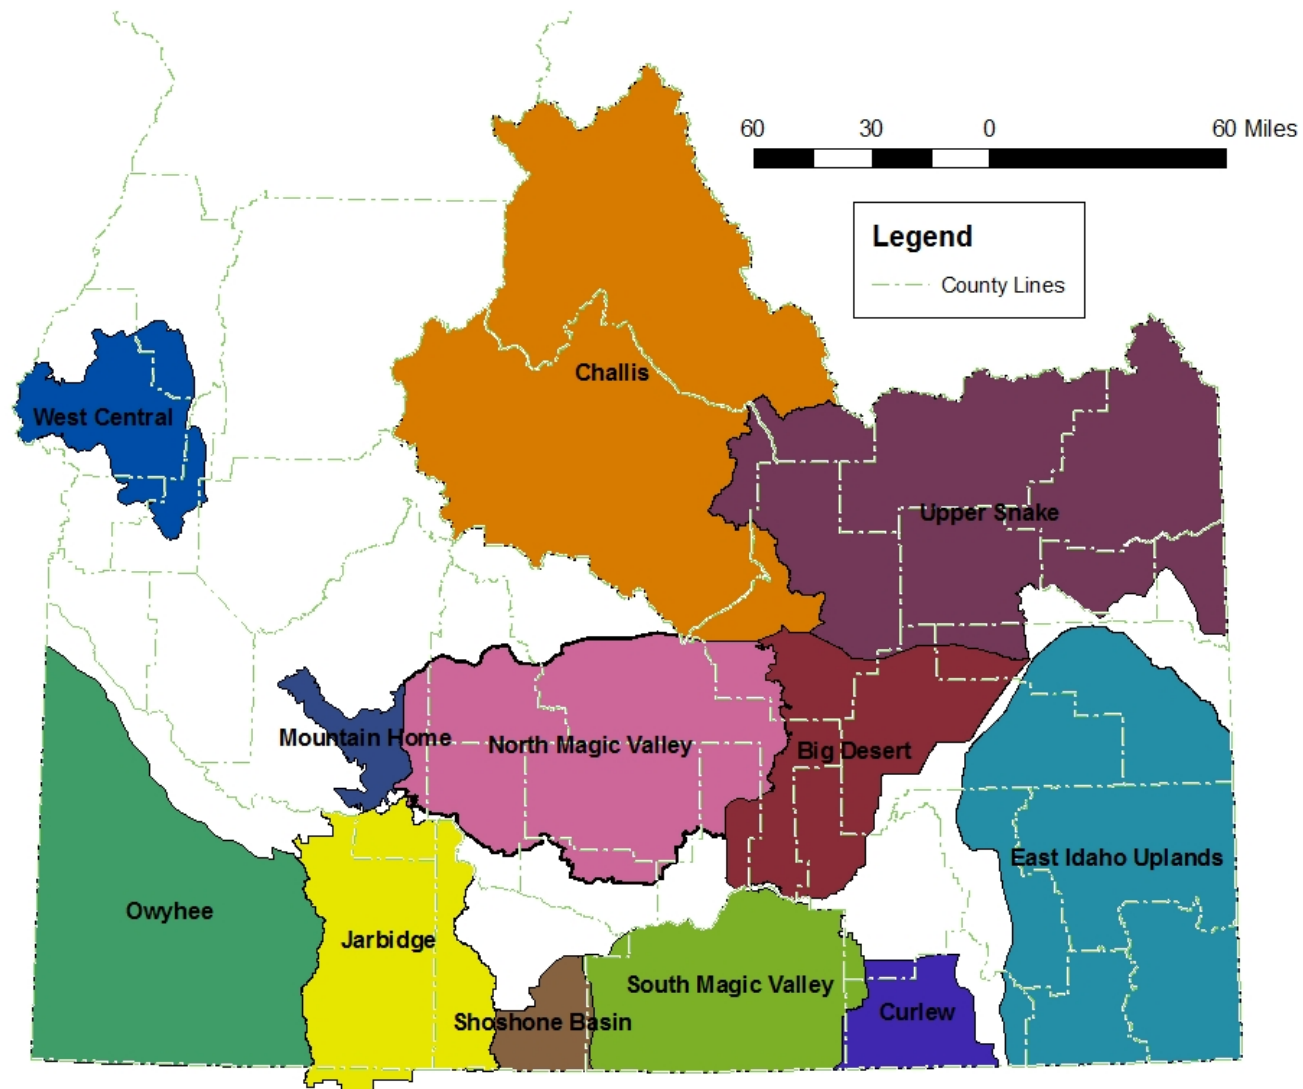 60 30 0 60 Miles
Legend
County Lines
Challis
West Central
Upper Snake
Mountain Home
North Magic Valley
Big Desert
East Idaho Uplands
Owyhee
Jarbidge
South Magic Valley
Shoshone Basin
Curlew